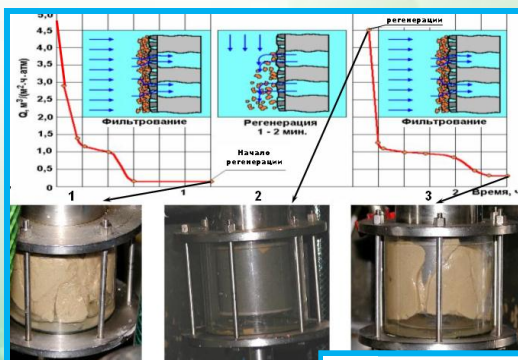 регенерации
Q, м³/(м²·ч·атм)
5,0
4,5
4,0
3,5
3,0
2,5
2,0
1,5
1,0
0,5
0,0
Фильтрование
Регенерация
1 - 2 мин.
Фильтрование
Начало
регенерации
1
2
Время, ч
1
2
3